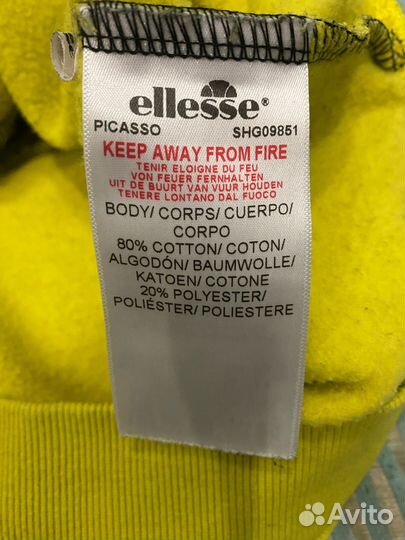 ellesse®
PICASSO SHG09851
KEEP AWAY FROM FIRE
TENIR ELOIGNE DU FEU
VON FEUER FERNHALTEN
UIT DE BUURT VAN VUUR HOUDEN
TENERE LONTANO DAL FUOCO
BODY/ CORPS/ CUERPO/
CORPO
80% COTTON/ COTON/
ALGODÓN/ BAUMWOLLE/
KATOEN/ COTONE
20% POLYESTER/
POLIÉSTER/ POLIESTERE
Avito